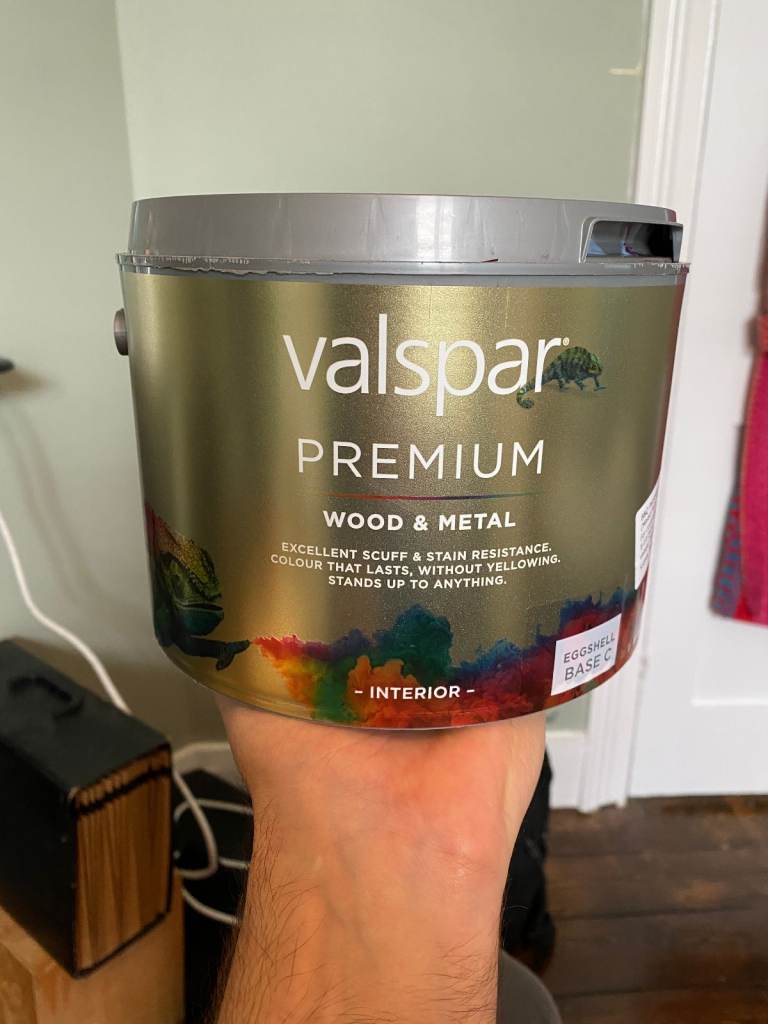 valspar®
PREMIUM
WOOD & METAL
EXCELLENT SCUFF & STAIN RESISTANCE.
COLOUR THAT LASTS, WITHOUT YELLOWING.
STANDS UP TO ANYTHING.
EGGSHELL
BASE C
– INTERIOR –